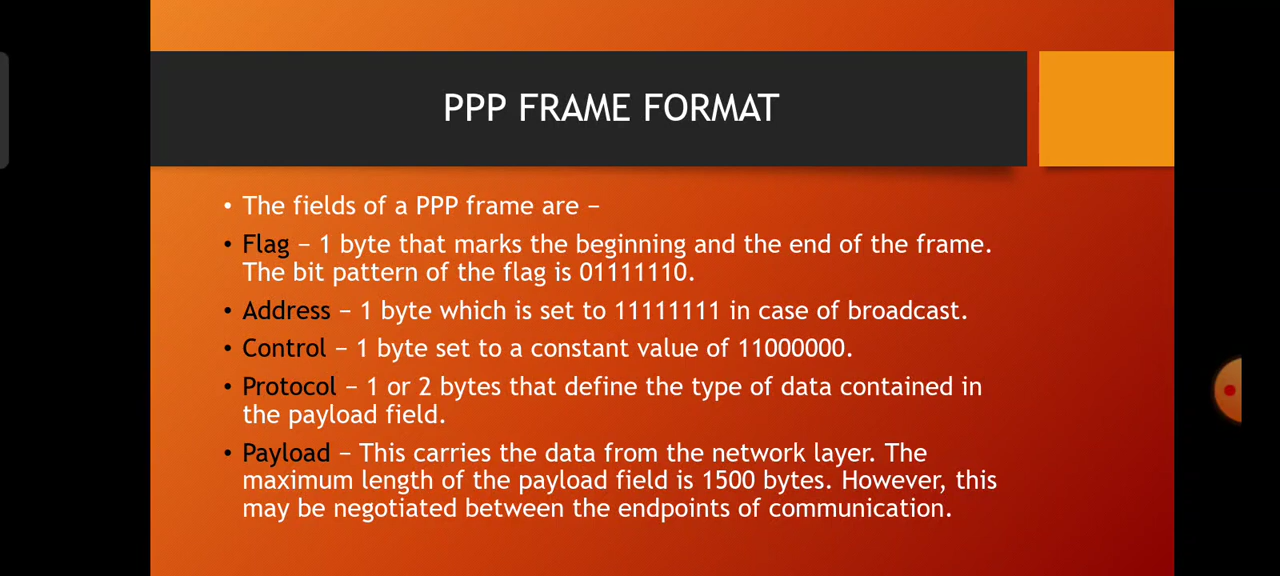 PPP FRAME FORMAT
• The fields of a PPP frame are −
• Flag − 1 byte that marks the beginning and the end of the frame.
The bit pattern of the flag is 01111110.
• Address − 1 byte which is set to 11111111 in case of broadcast.
• Control − 1 byte set to a constant value of 11000000.
• Protocol − 1 or 2 bytes that define the type of data contained in
the payload field.
• Payload − This carries the data from the network layer. The
maximum length of the payload field is 1500 bytes. However, this
may be negotiated between the endpoints of communication.